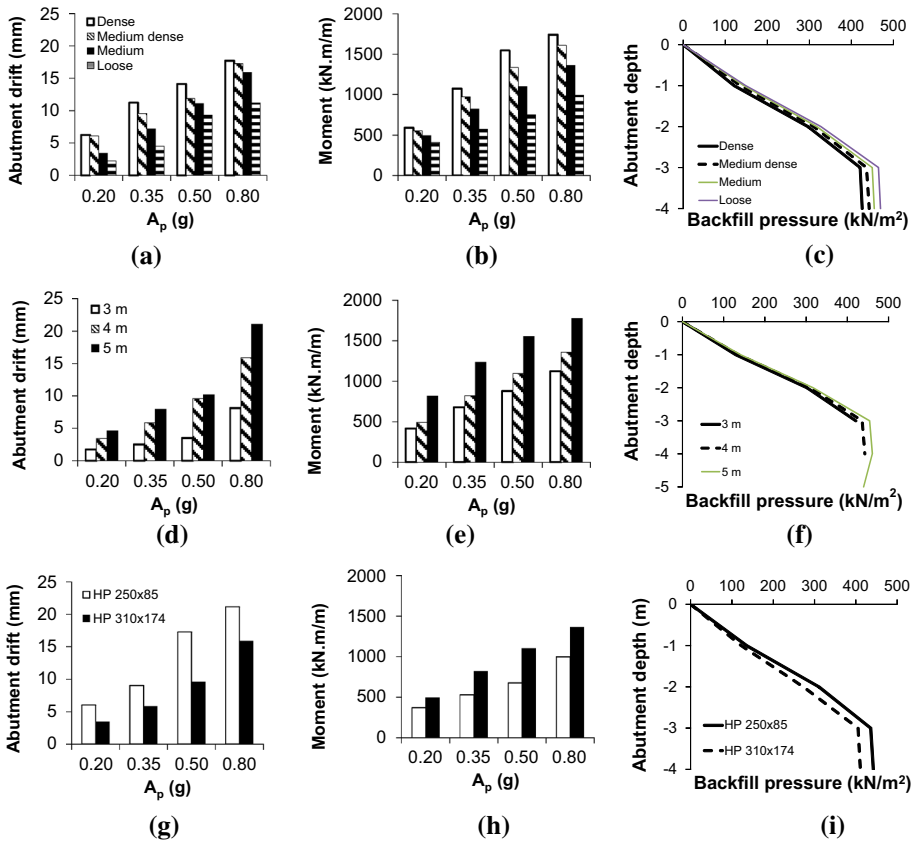 Abutment drift (mm)
25
20
15
10
5
0
Dense
Medium dense
Medium
Loose
0.20 0.35 0.50 0.80
Ap (g)
(a)
Moment (kN.m/m)
2000
1500
1000
500
0
0.20 0.35 0.50 0.80
Ap (g)
(b)
0 100 200 300 400 500
Abutment depth
0
-1
-2
-3
-4
Dense
Medium dense
Medium
Loose
Backfill pressure (kN/m²)
(c)
Abutment drift (mm)
25
20
15
10
5
0
3 m
4 m
5 m
0.20 0.35 0.50 0.80
Ap (g)
(d)
Moment (kN.m/m)
2000
1500
1000
500
0
0.20 0.35 0.50 0.80
Ap (g)
(e)
0 100 200 300 400 500
Abutment depth
0
-1
-2
-3
-4
-5
3 m
4 m
5 m
Backfill pressure (kN/m²)
(f)
Abutment drift (mm)
25
20
15
10
5
0
HP 250x85
HP 310x174
0.20 0.35 0.50 0.80
Ap (g)
(g)
Moment (kN.m/m)
2000
1500
1000
500
0
0.20 0.35 0.50 0.80
Ap (g)
(h)
0 100 200 300 400 500
Abutment depth (m)
0
-1
-2
-3
-4
HP 250x85
HP 310x174
Backfill pressure (kN/m²)
(i)